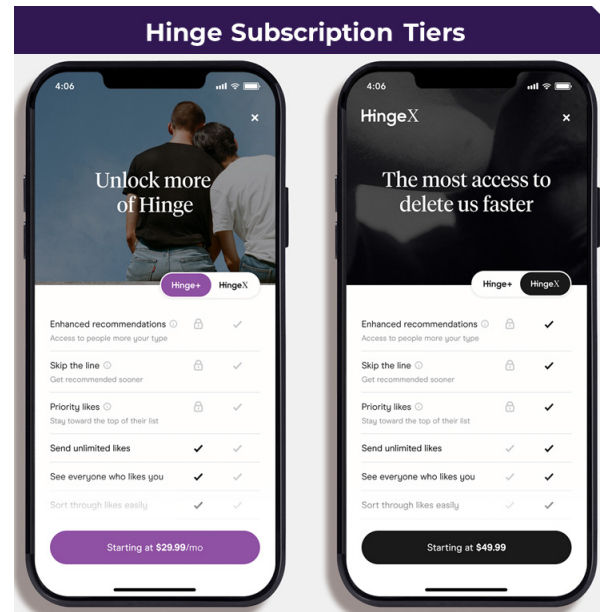 Hinge Subscription Tiers
4:06
Unlock more
of Hinge
Hinge+ HingeX
Enhanced recommendations
Access to people more your type
Skip the line
Get recommended sooner
Priority likes
Stay toward the top of their list
Send unlimited likes
See everyone who likes you
Sort through likes easily
Starting at $29.99/mo
4:06
HingeX
The most access to
delete us faster
Hinge+ HingeX
Enhanced recommendations
Access to people more your type
Skip the line
Get recommended sooner
Priority likes
Stay toward the top of their list
Send unlimited likes
See everyone who likes you
Sort through likes easily
Starting at $49.99